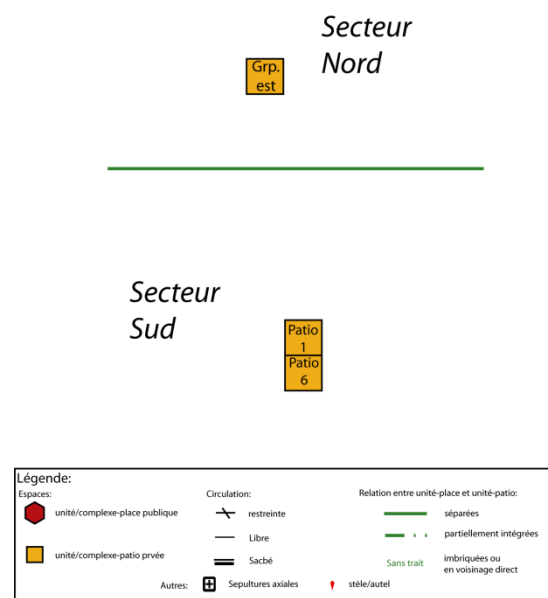 Secteur
Nord
Grp.
est
Secteur
Sud
Patio
1
Patio
6
Légende:
Espaces:
unité/complexe-place publique
unité/complexe-patio prvée
Circulation:
restreinte
Libre
Sacbé
Relation entre unité-place et unité-patio:
séparées
partiellement intégrées
Sans trait
imbriquées ou
en voisinage direct
Autres:
Sepultures axiales
stèle/autel